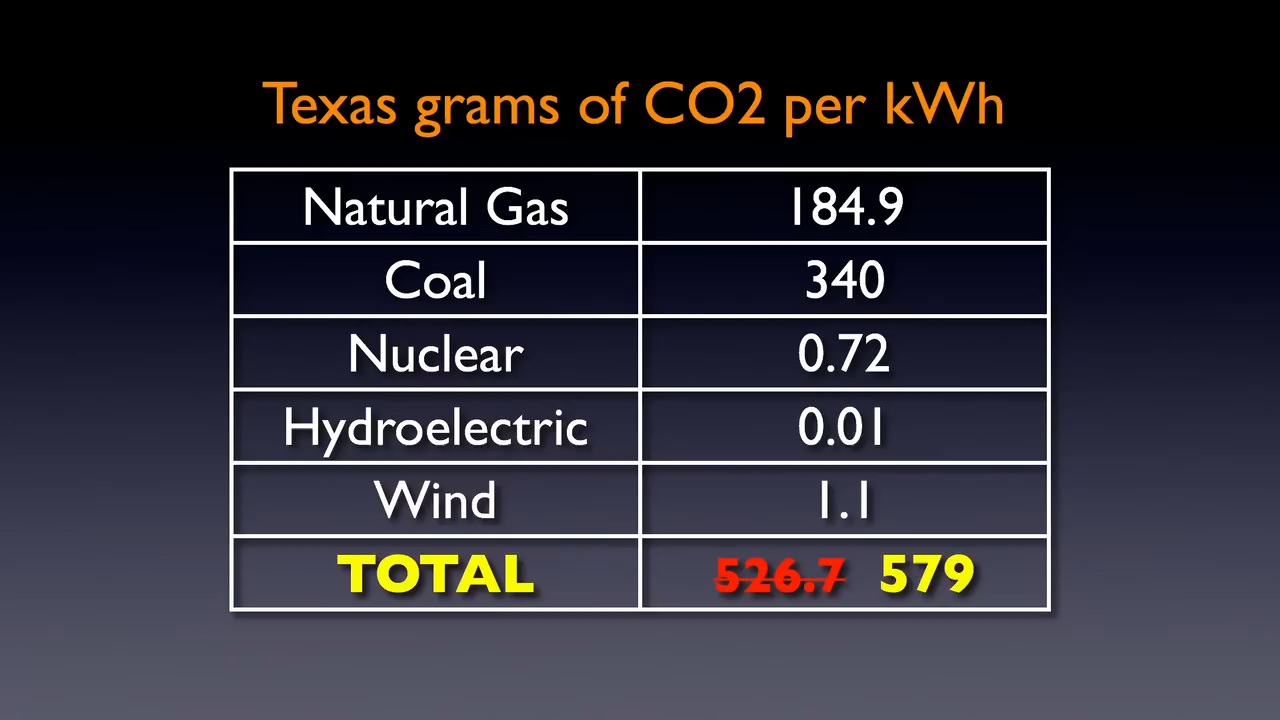 Texas grams of CO2 per kWh
Natural Gas 184.9
Coal 340
Nuclear 0.72
Hydroelectric 0.01
Wind 1.1
TOTAL 526.7 579